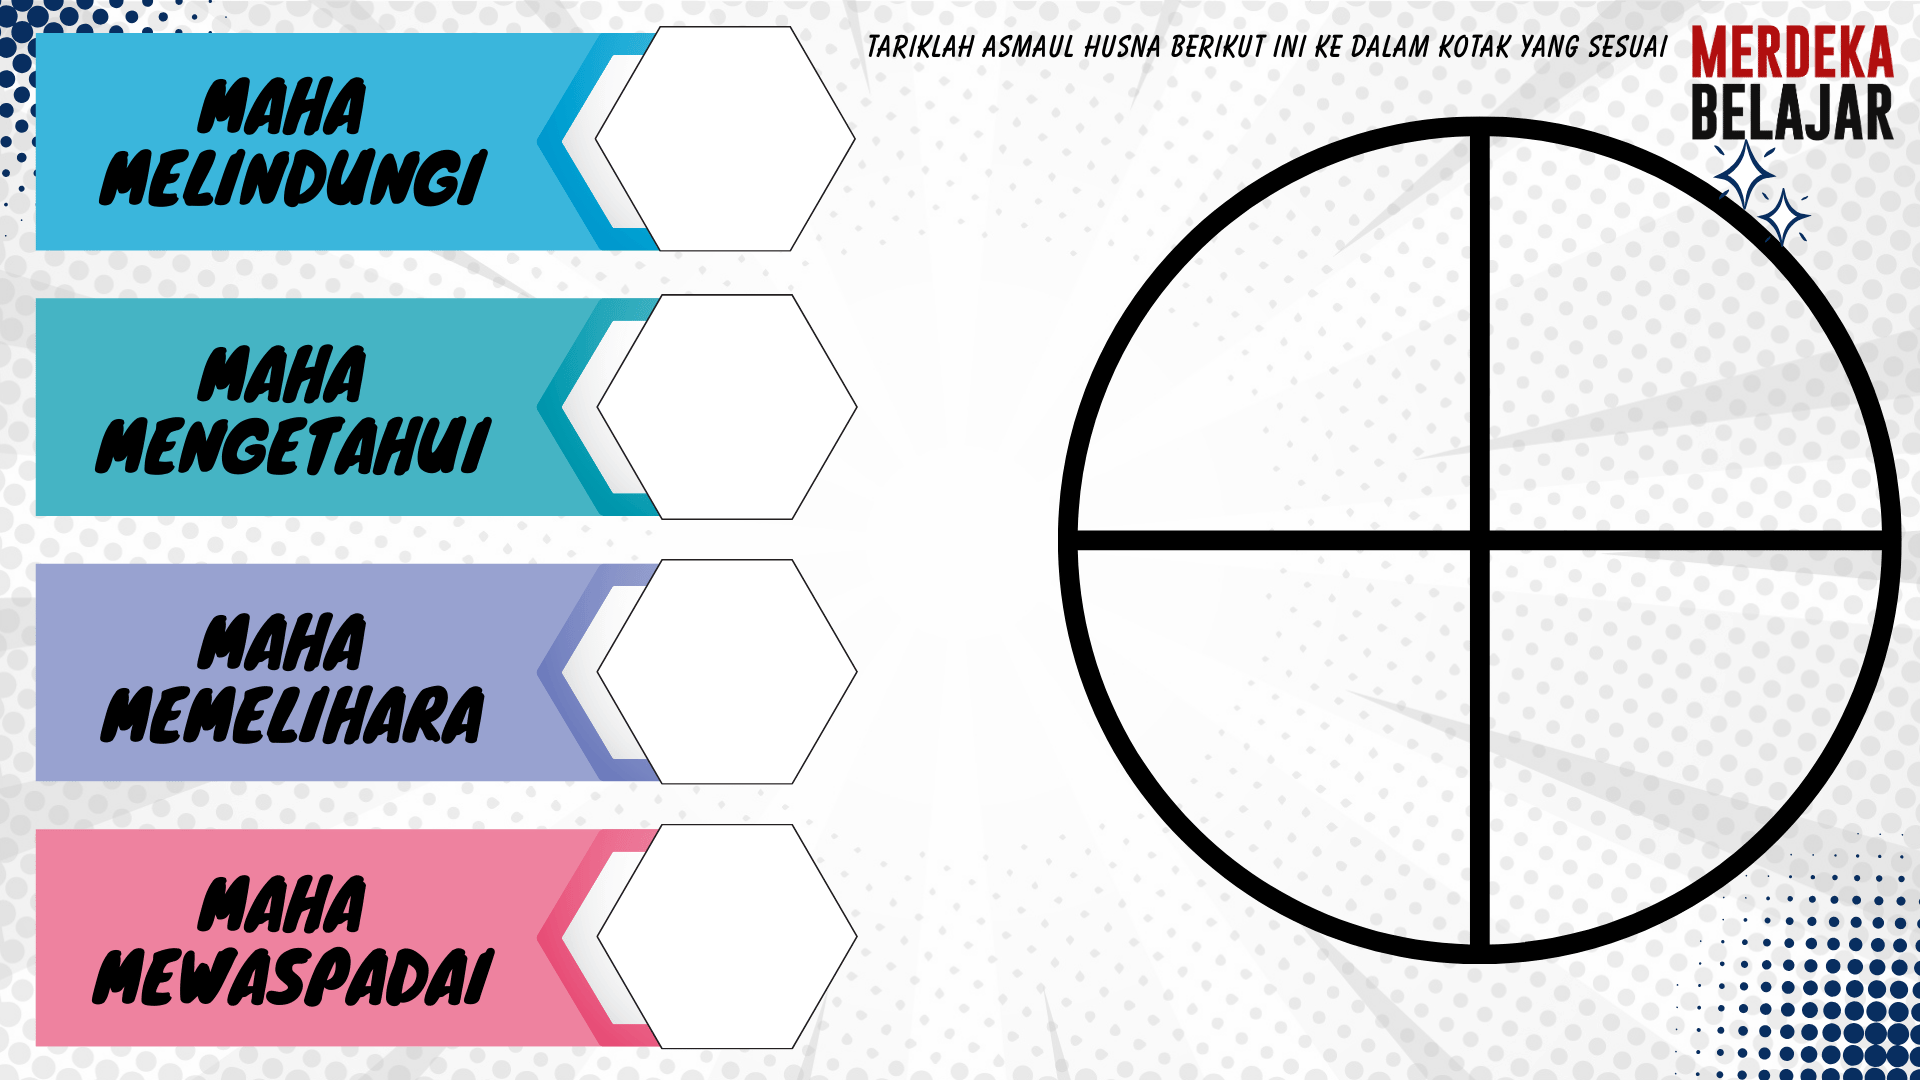 TARIKLAH ASMAUL HUSNA BERIKUT INI KE DALAM KOTAK YANG SESUAI
MERDEKA
BELAJAR
MAHA
MELINDUNGI
MAHA
MENGETAHUI
MAHA
MEMELIHARA
MAHA
MEWASPADAI